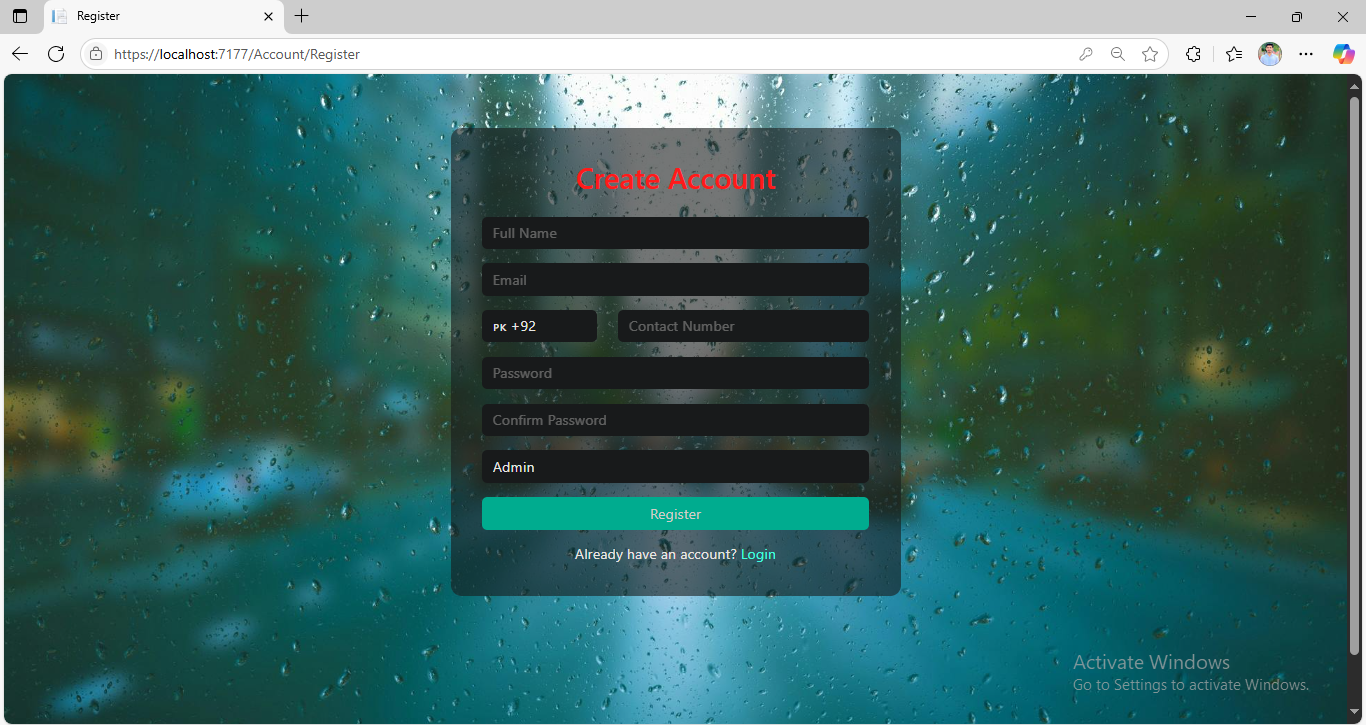 Register
https://localhost:7177/Account/Register
Create Account
Full Name
Email
PK +92 Contact Number
Password
Confirm Password
Admin
Register
Already have an account? Login
Activate Windows
Go to Settings to activate Windows.